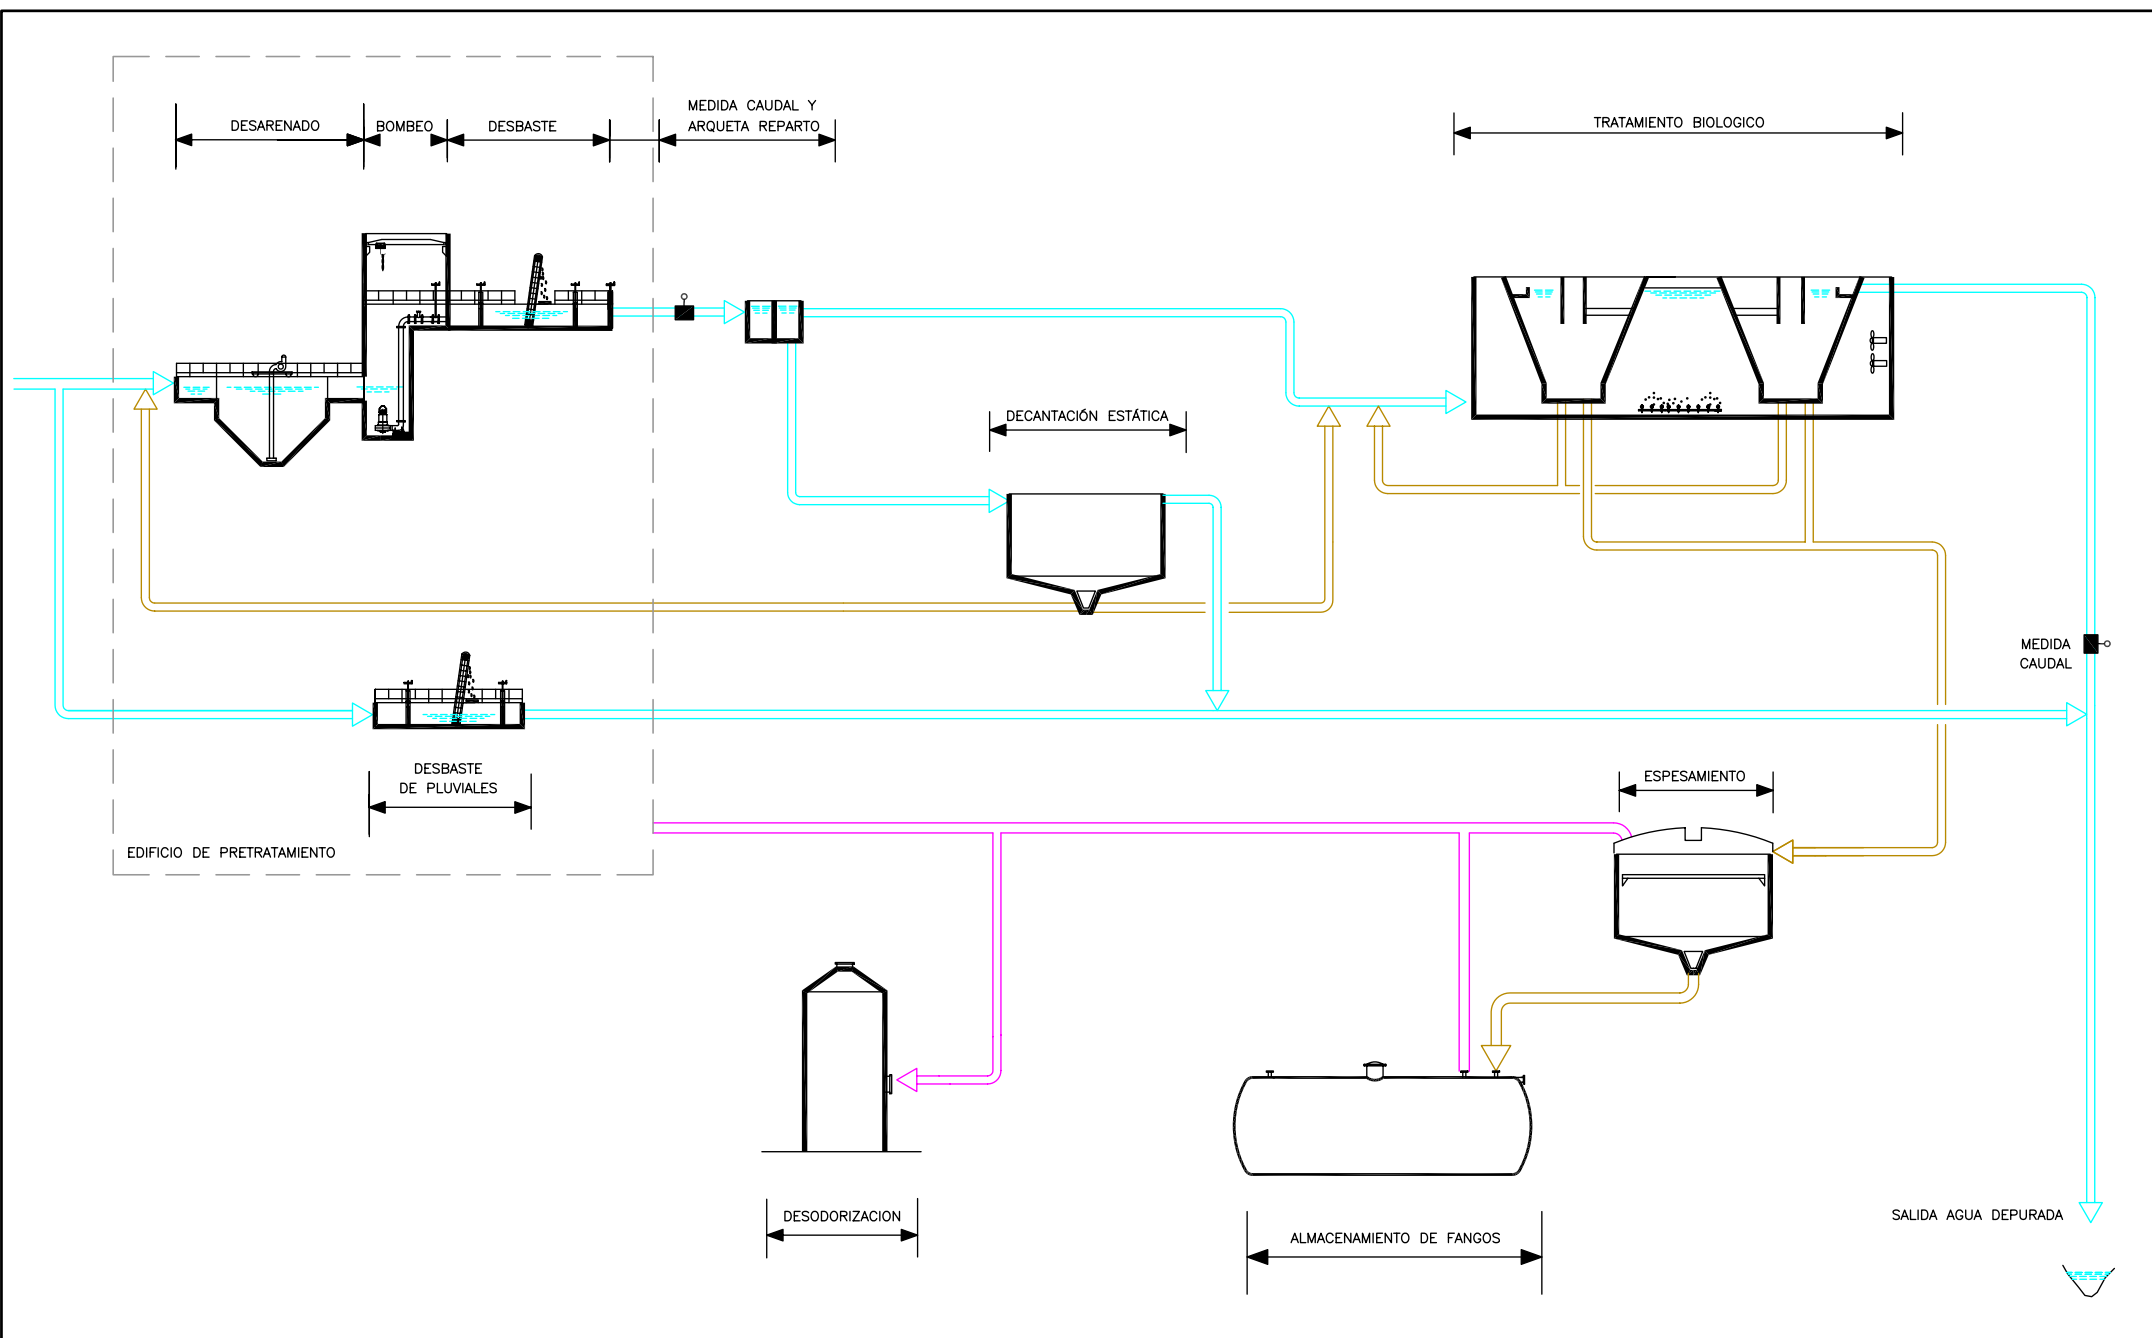 MEDIDA CAUDAL Y
ARQUETA REPARTO
DESARENADO
BOMBEO
DESBASTE
TRATAMIENTO BIOLOGICO
DECANTACIÓN ESTÁTICA
MEDIDA
CAUDAL
DESBASTE
DE PLUVIALES
ESPESAMIENTO
EDIFICIO DE PRETRATAMIENTO
DESODORIZACION
ALMACENAMIENTO DE FANGOS
SALIDA AGUA DEPURADA